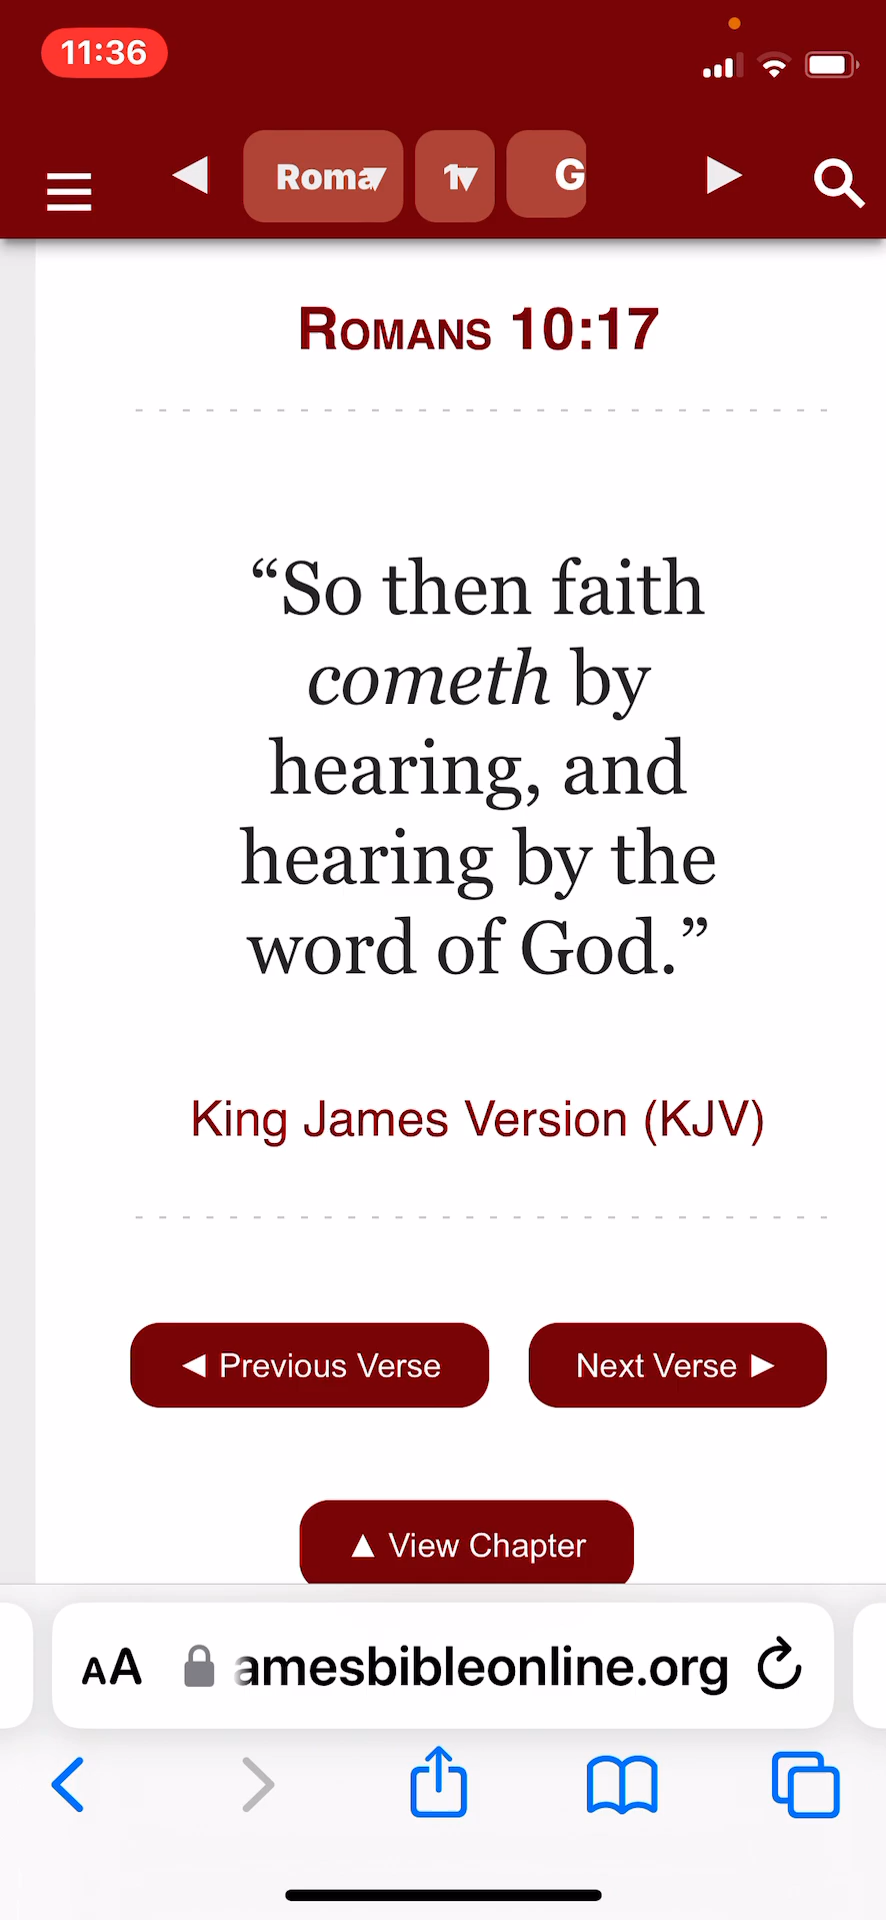 11:36
Roma 1 G
ROMANS 10:17
“So then faith
cometh by
hearing, and
hearing by the
word of God.”
King James Version (KJV)
◀ Previous Verse
Next Verse ▶
▲ View Chapter
AA amesbibleonline.org